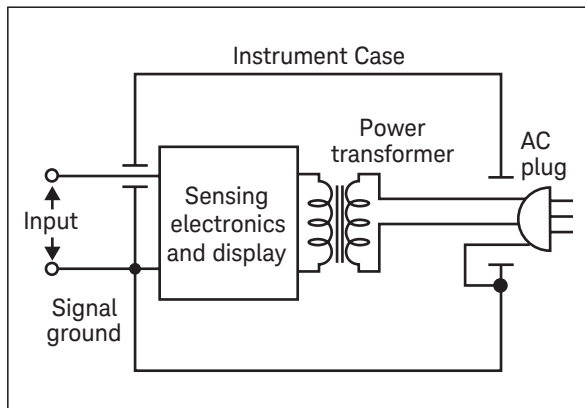 Instrument Case
Power
transformer
AC
plug
Input
Sensing
electronics
and display
Signal
ground